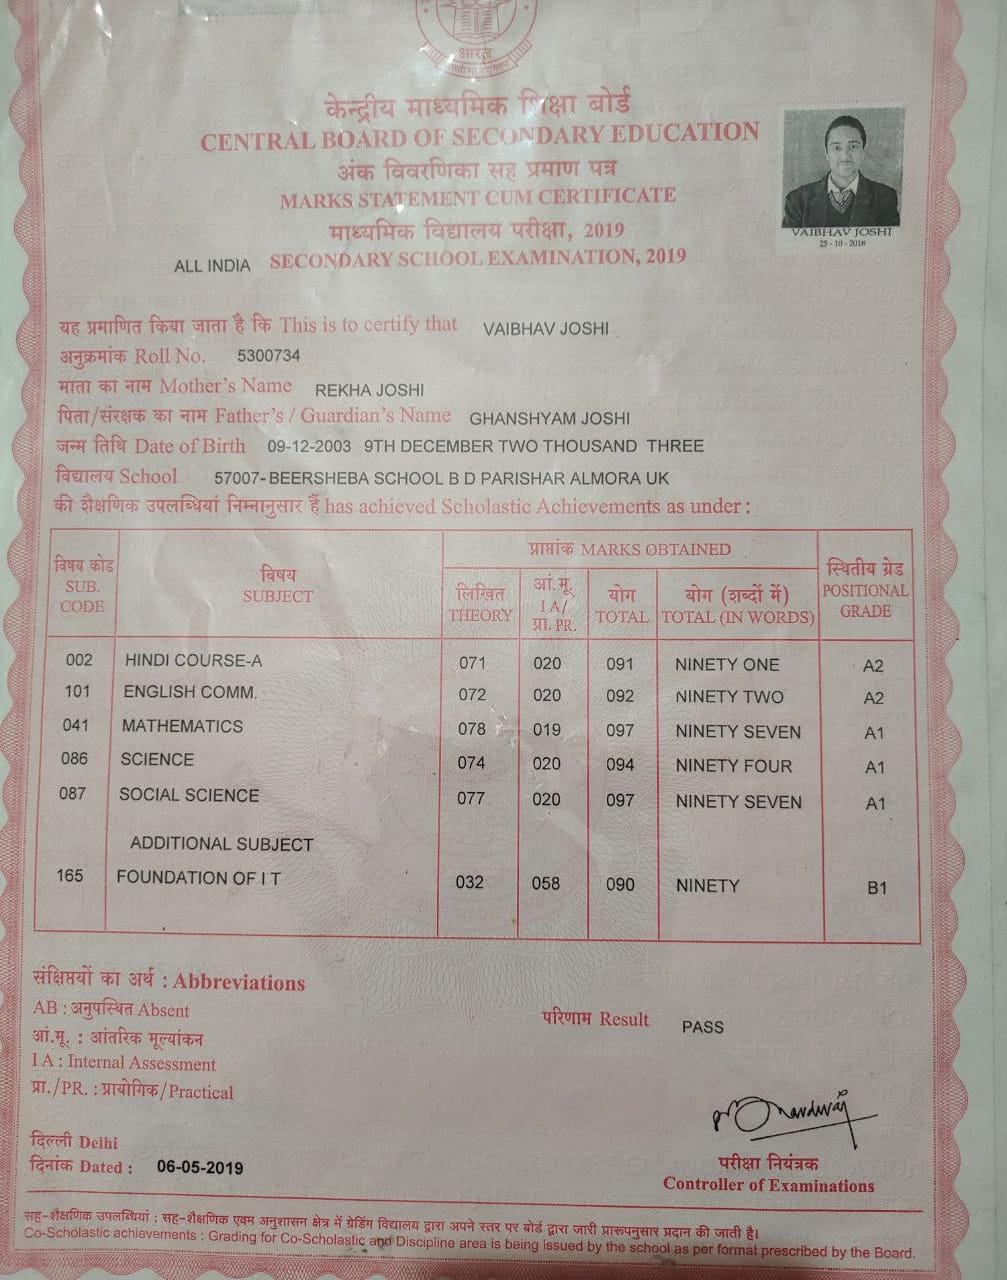 भारत
केन्द्रीय माध्यमिक शिक्षा बोर्ड
CENTRAL BOARD OF SECONDARY EDUCATION
अंक विवरणिका सह प्रमाण पत्र
MARKS STATEMENT CUM CERTIFICATE
माध्यमिक विद्यालय परीक्षा, 2019
ALL INDIA SECONDARY SCHOOL EXAMINATION, 2019
VAIBHAV JOSHI
25-10-2018
यह प्रमाणित किया जाता है कि This is to certify that VAIBHAV JOSHI
अनुक्रमांक Roll No. 5300734
माता का नाम Mother's Name REKHA JOSHI
पिता/संरक्षक का नाम Father's / Guardian's Name GHANSHYAM JOSHI
जन्म तिथि Date of Birth 09-12-2003 9TH DECEMBER TWO THOUSAND THREE
विद्यालय School 57007-BEERSHEBA SCHOOL B D PARISHAR ALMORA UK
की शैक्षणिक उपलब्धियां निम्नानुसार हैं has achieved Scholastic Achievements as under :
विषय कोड SUB. CODE विषय SUBJECT प्राप्तांक MARKS OBTAINED स्थितीय ग्रेड POSITIONAL GRADE
लिखित THEORY आं.मू. I A/ प्रा. PR. योग TOTAL योग (शब्दों में) TOTAL (IN WORDS)
002 HINDI COURSE-A 071 020 091 NINETY ONE A2
101 ENGLISH COMM. 072 020 092 NINETY TWO A2
041 MATHEMATICS 078 019 097 NINETY SEVEN A1
086 SCIENCE 074 020 094 NINETY FOUR A1
087 SOCIAL SCIENCE 077 020 097 NINETY SEVEN A1
ADDITIONAL SUBJECT
165 FOUNDATION OF I T 032 058 090 NINETY B1
संक्षिप्तियों का अर्थ : Abbreviations
AB : अनुपस्थित Absent
परिणाम Result PASS
आं.मू. : आंतरिक मूल्यांकन
I A : Internal Assessment
प्रा./PR. : प्रायोगिक/Practical
दिल्ली Delhi
दिनांक Dated : 06-05-2019
परीक्षा नियंत्रक
Controller of Examinations
सह-शैक्षणिक उपलब्धियां : सह-शैक्षणिक एवम अनुशासन क्षेत्र में ग्रेडिंग विद्यालय द्वारा अपने स्तर पर बोर्ड द्वारा जारी प्रारूपनुसार प्रदान की जाती है।
Co-Scholastic achievements : Grading for Co-Scholastic and Discipline area is being issued by the school as per format prescribed by the Board.